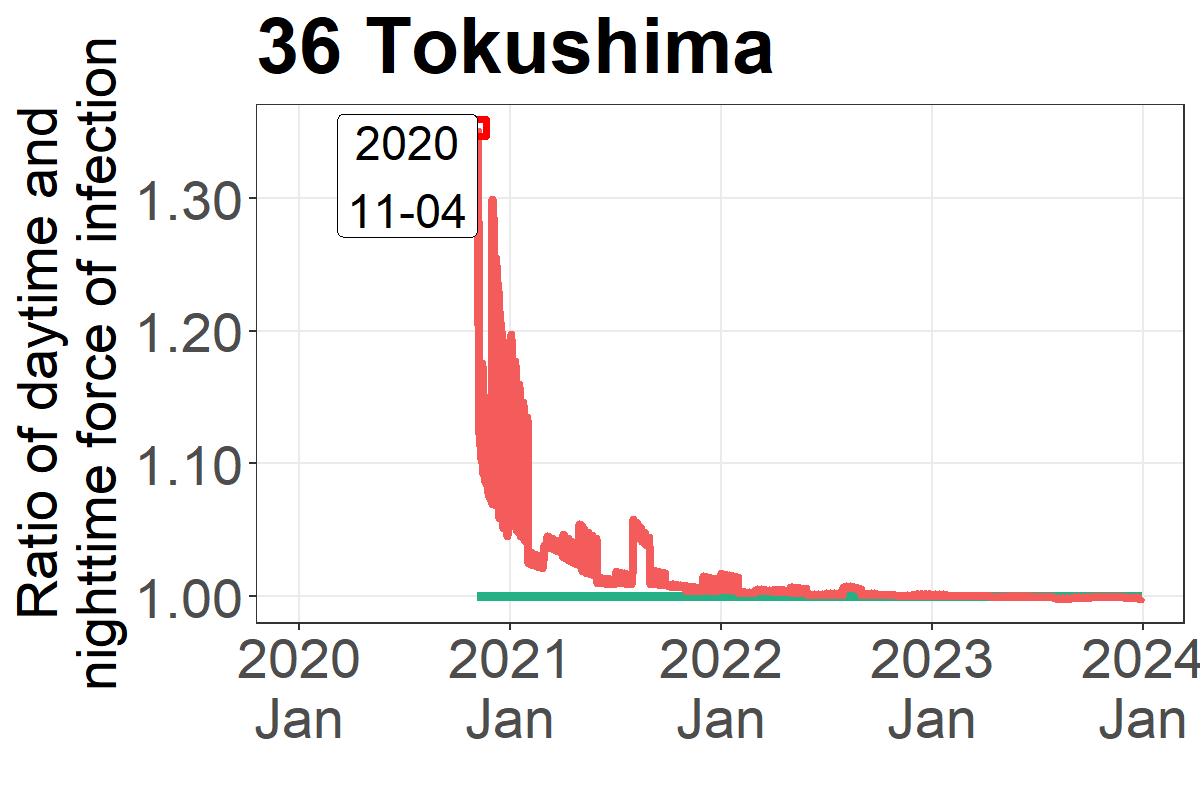 36 Tokushima
Ratio of daytime and
nighttime force of infection
2020
11-04
1.30
1.20
1.10
1.00
2020 2021 2022 2023 2024
Jan Jan Jan Jan Jan